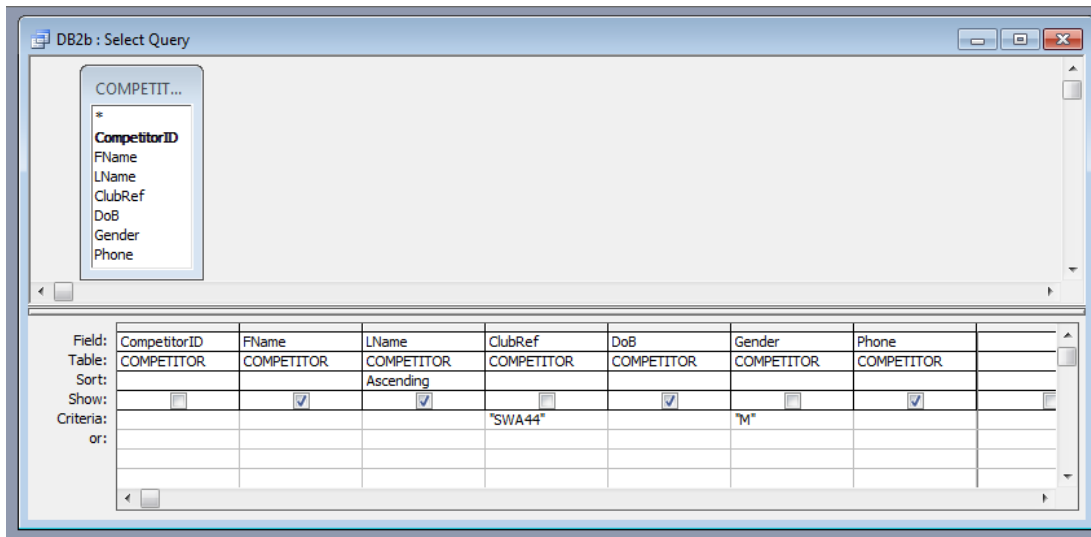 DB2b : Select Query
COMPETIT...
*
CompetitorID
FName
LName
ClubRef
DoB
Gender
Phone
Field: CompetitorID FName LName ClubRef DoB Gender Phone
Table: COMPETITOR COMPETITOR COMPETITOR COMPETITOR COMPETITOR COMPETITOR COMPETITOR
Sort: Ascending
Show:
Criteria: "SWA44" "M"
or: